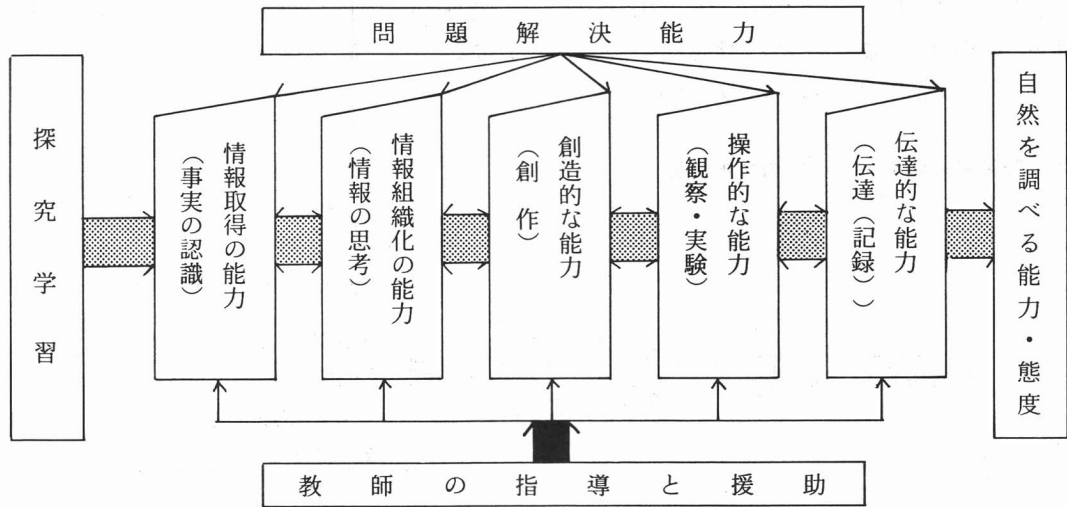 問題解決能力
探究学習
情報取得の能力
(事実の認識)
情報組織化の能力
(情報の思考)
創造的な能力
(創作)
操作的な能力
(観察・実験)
伝達的な能力
(伝達(記録))
自然を調べる能力・態度
教師の指導と援助